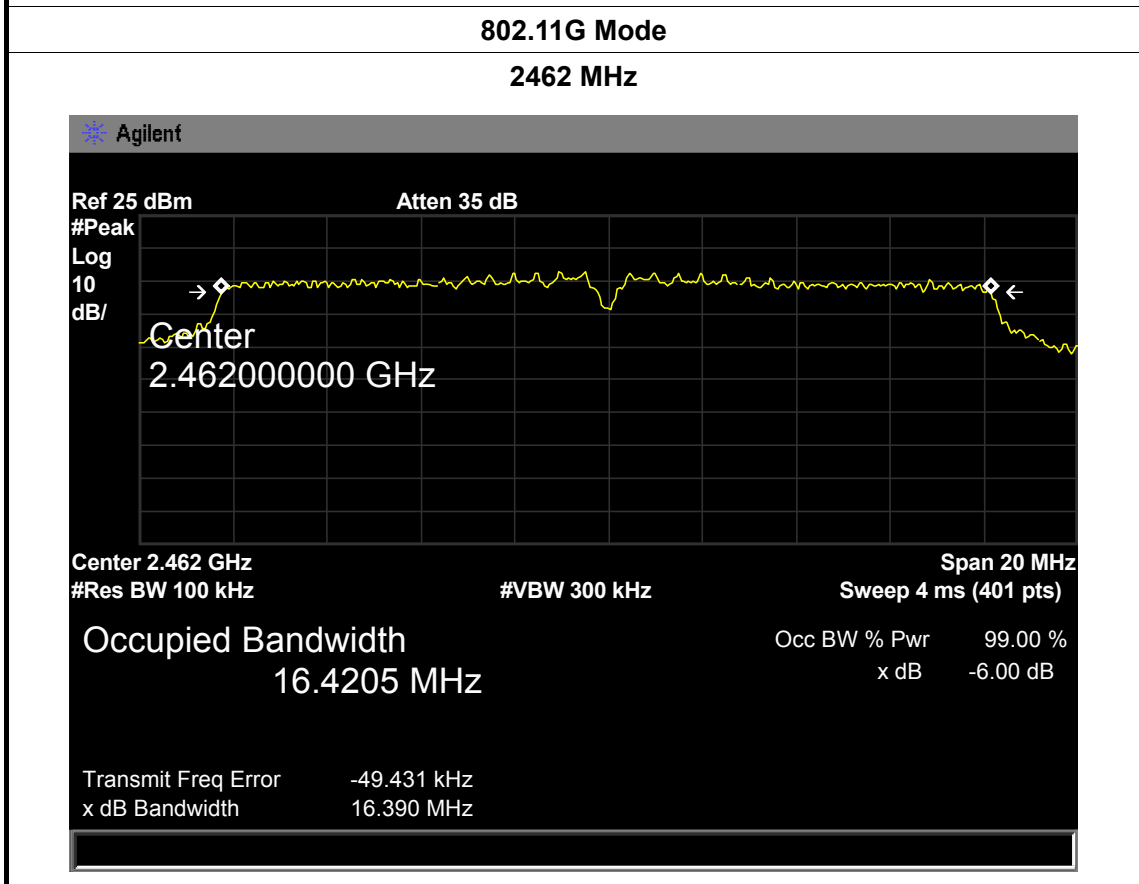 802.11G Mode
2462 MHz
Agilent
Ref 25 dBm Atten 35 dB
#Peak
Log
10
dB/
Center
2.462000000 GHz
Center 2.462 GHz Span 20 MHz
#Res BW 100 kHz #VBW 300 kHz Sweep 4 ms (401 pts)
Occupied Bandwidth Occ BW % Pwr 99.00 %
16.4205 MHz x dB -6.00 dB
Transmit Freq Error -49.431 kHz
x dB Bandwidth 16.390 MHz